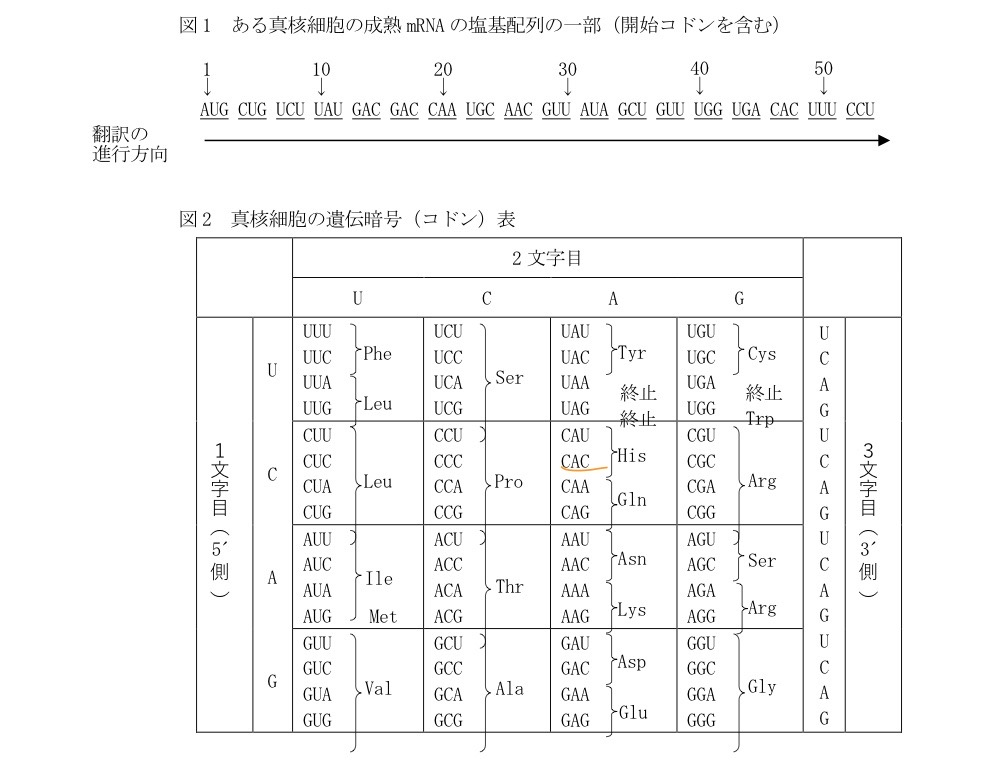 図1 ある真核細胞の成熟 mRNA の塩基配列の一部（開始コドンを含む）
1 10 20 30 40 50
↓ ↓ ↓ ↓ ↓ ↓
AUG CUG UCU UAU GAC GAC CAA UGC AAC GUU AUA GCU GUU UGG UGA CAC UUU CCU
翻訳の
進行方向
図2 真核細胞の遺伝暗号（コドン）表
2文字目
U C A G
1文字目（5′側）
U
UUU UCU UAU UGU U
Phe Ser Tyr Cys
UUC UCC UAC UGC C
UUA UCA UAA 終止 UGA 終止 A
Leu
UUG UCG UAG 終止 UGG Trp G
C
CUU CCU CAU CGU U
Leu Pro His Arg
CUC CCC CAC CGC C
CUA CCA CAA CGA A
Gln
CUG CCG CAG CGG G
A
AUU ACU AAU AGU U
Ile Thr Asn Ser
AUC ACC AAC AGC C
AUA ACA AAA AGA A
Lys Arg
AUG Met ACG AAG AGG G
G
GUU GCU GAU GGU U
Val Ala Asp Gly
GUC GCC GAC GGC C
GUA GCA GAA GGA A
Glu
GUG GCG GAG GGG G
3文字目（3′側）